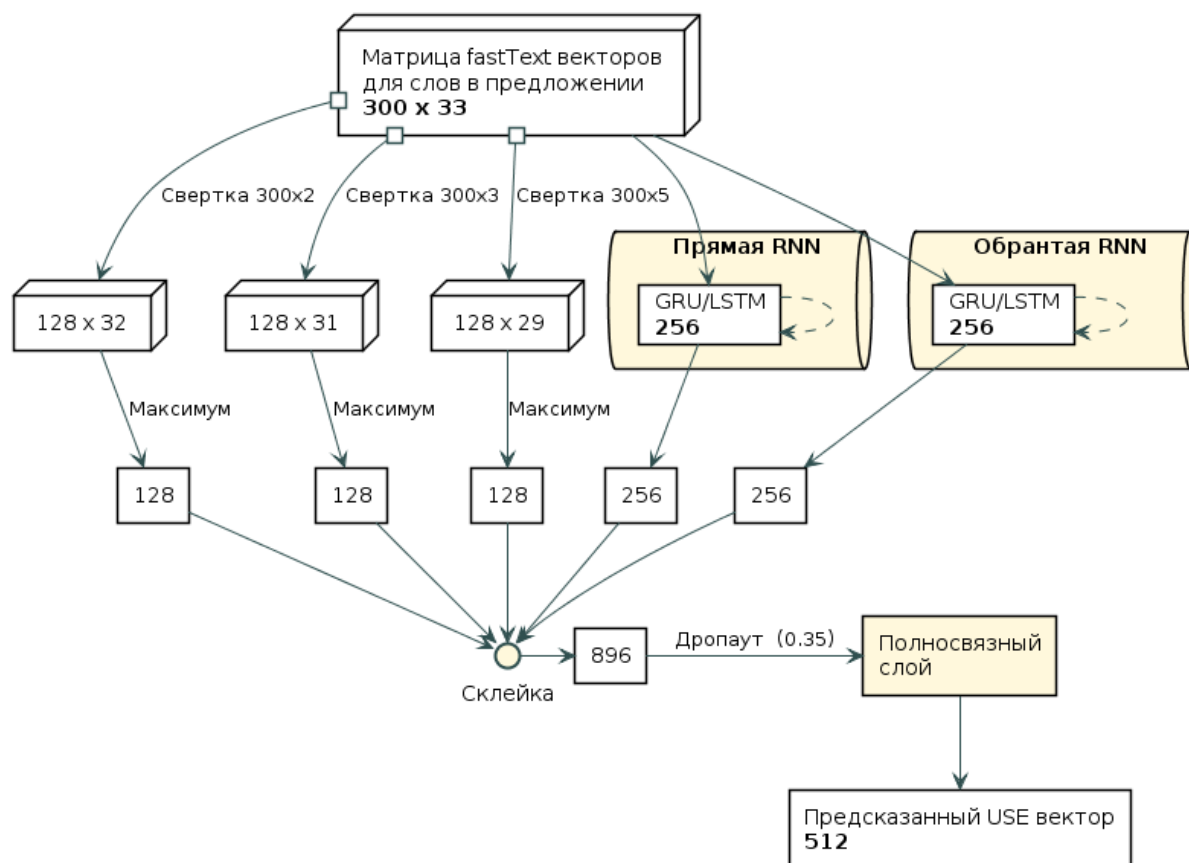 Матрица fastText векторов
для слов в предложении
300 x 33
Свертка 300x2
Свертка 300x3
Свертка 300x5
Прямая RNN
Обрантая RNN
128 x 32
128 x 31
128 x 29
GRU/LSTM
256
GRU/LSTM
256
Максимум
Максимум
Максимум
128
128
128
256
256
Склейка
896
Дропаут (0.35)
Полносвязный
слой
Предсказанный USE вектор
512